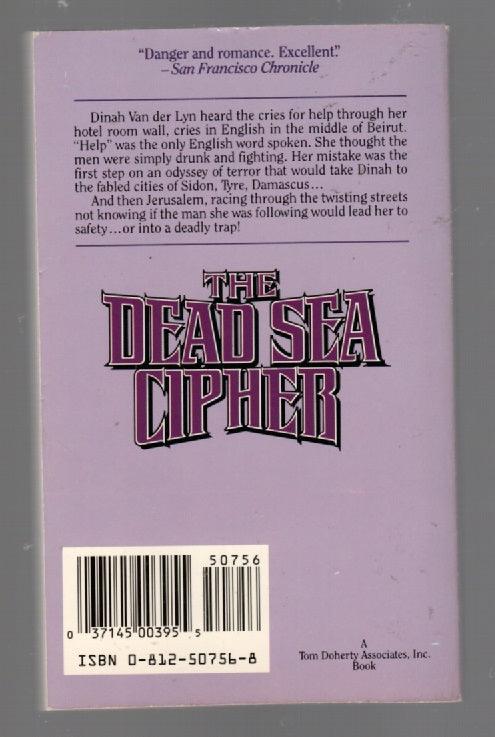 “Danger and romance. Excellent.”
– San Francisco Chronicle
Dinah Van der Lyn heard the cries for help through her
hotel room wall, cries in English in the middle of Beirut.
“Help” was the only English word spoken. She thought the
men were simply drunk and fighting. Her mistake was the
first step on an odyssey of terror that would take Dinah to
the fabled cities of Sidon, Tyre, Damascus...
And then Jerusalem, racing through the twisting streets
not knowing if the man she was following would lead her to
safety...or into a deadly trap!
THE
DEAD SEA
CIPHER
50756
0 37145 00395 5
ISBN 0-812-50756-8
A
Tom Doherty Associates, Inc.
Book